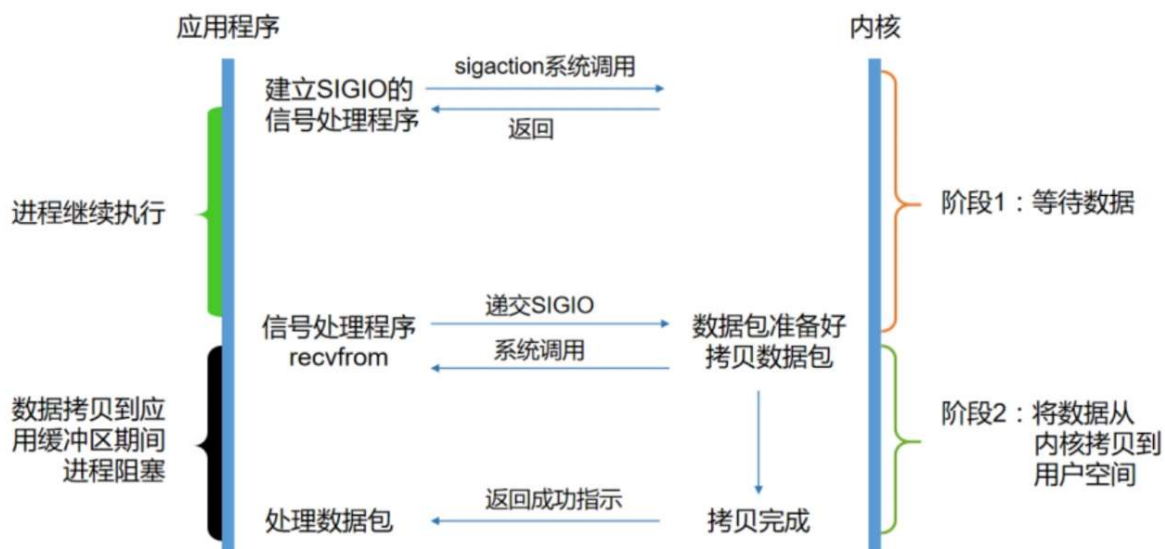 应用程序
内核
sigaction系统调用
建立SIGIO的
信号处理程序
返回
进程继续执行
阶段1：等待数据
递交SIGIO
信号处理程序
recvfrom
系统调用
数据包准备好
拷贝数据包
数据拷贝到应
用缓冲区期间
进程阻塞
阶段2：将数据从
内核拷贝到
用户空间
返回成功指示
处理数据包
拷贝完成